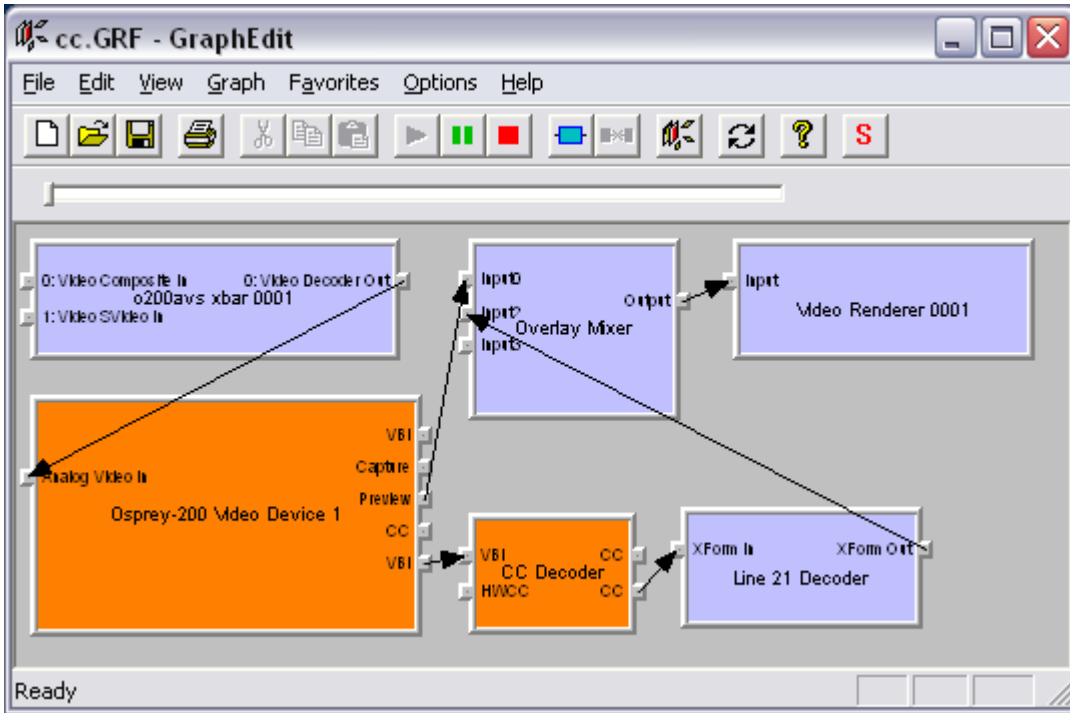 cc.GRF - GraphEdit
File Edit View Graph Favorites Options Help
S
0: Video Composite In 0: Video Decoder Out
o200avs xbar 0001
1: Video SVideo In
Input0
Output
Input2
Overlay Mixer
Input3
Input
Video Renderer 0001
VBI
Capture
Analog Video In
Preview
Osprey-200 Video Device 1
CC
VBI
VBI CC
CC Decoder
HWCC CC
XForm In XForm Out
Line 21 Decoder
Ready